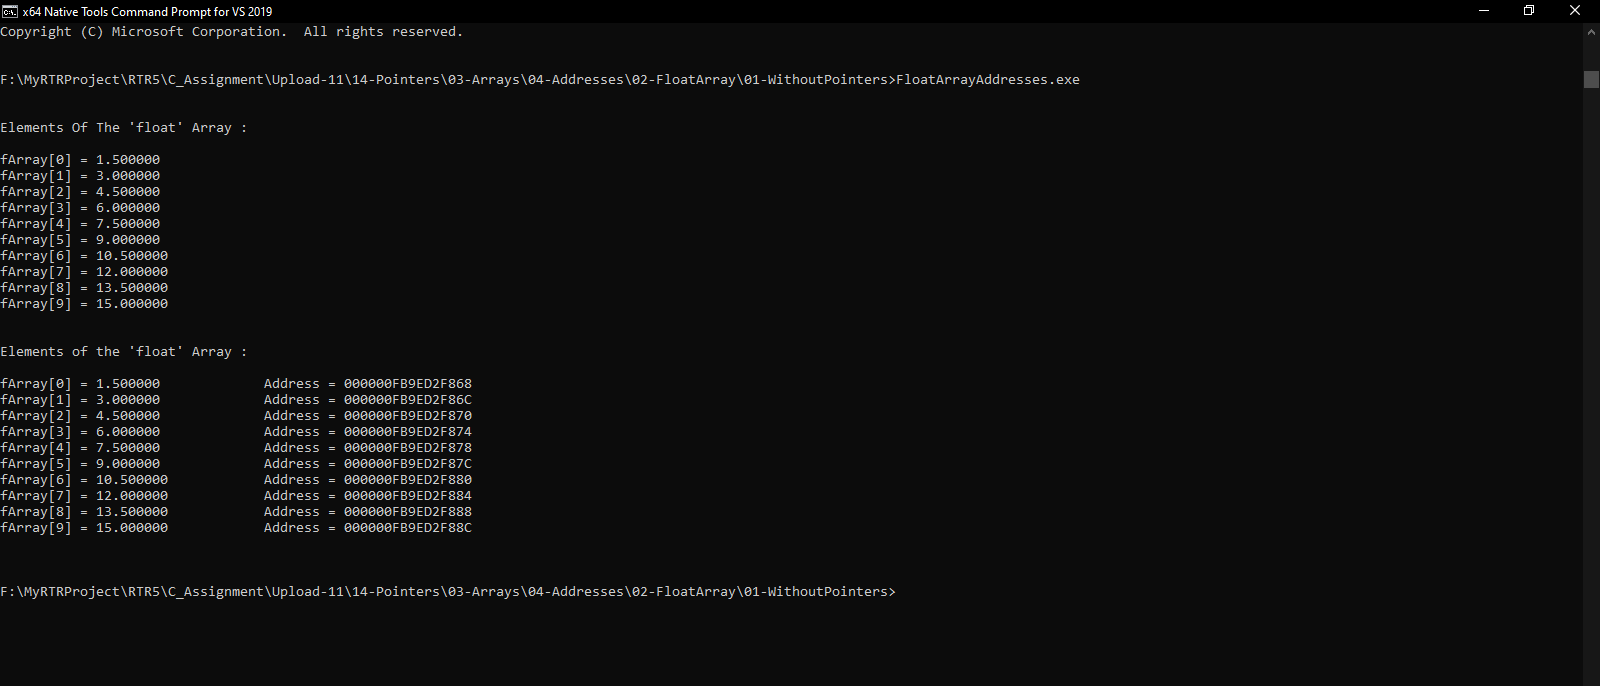 x64 Native Tools Command Prompt for VS 2019
Copyright (C) Microsoft Corporation.  All rights reserved.
F:\MyRTRProject\RTR5\C_Assignment\Upload-11\14-Pointers\03-Arrays\04-Addresses\02-FloatArray\01-WithoutPointers>FloatArrayAddresses.exe
Elements Of The 'float' Array :
fArray[0] = 1.500000
fArray[1] = 3.000000
fArray[2] = 4.500000
fArray[3] = 6.000000
fArray[4] = 7.500000
fArray[5] = 9.000000
fArray[6] = 10.500000
fArray[7] = 12.000000
fArray[8] = 13.500000
fArray[9] = 15.000000
Elements of the 'float' Array :
fArray[0] = 1.500000             Address = 000000FB9ED2F868
fArray[1] = 3.000000             Address = 000000FB9ED2F86C
fArray[2] = 4.500000             Address = 000000FB9ED2F870
fArray[3] = 6.000000             Address = 000000FB9ED2F874
fArray[4] = 7.500000             Address = 000000FB9ED2F878
fArray[5] = 9.000000             Address = 000000FB9ED2F87C
fArray[6] = 10.500000            Address = 000000FB9ED2F880
fArray[7] = 12.000000            Address = 000000FB9ED2F884
fArray[8] = 13.500000            Address = 000000FB9ED2F888
fArray[9] = 15.000000            Address = 000000FB9ED2F88C
F:\MyRTRProject\RTR5\C_Assignment\Upload-11\14-Pointers\03-Arrays\04-Addresses\02-FloatArray\01-WithoutPointers>